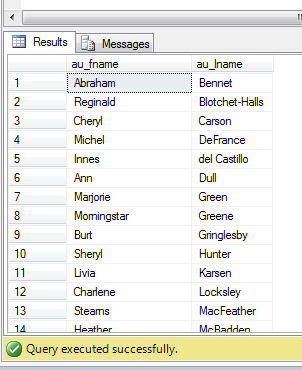 Results Messages
au_fname au_lname
1 Abraham Bennet
2 Reginald Blotchet-Halls
3 Cheryl Carson
4 Michel DeFrance
5 Innes del Castillo
6 Ann Dull
7 Marjorie Green
8 Morningstar Greene
9 Burt Gringlesby
10 Sheryl Hunter
11 Livia Karsen
12 Charlene Locksley
13 Stearns MacFeather
14 Heather McBadden
Query executed successfully.